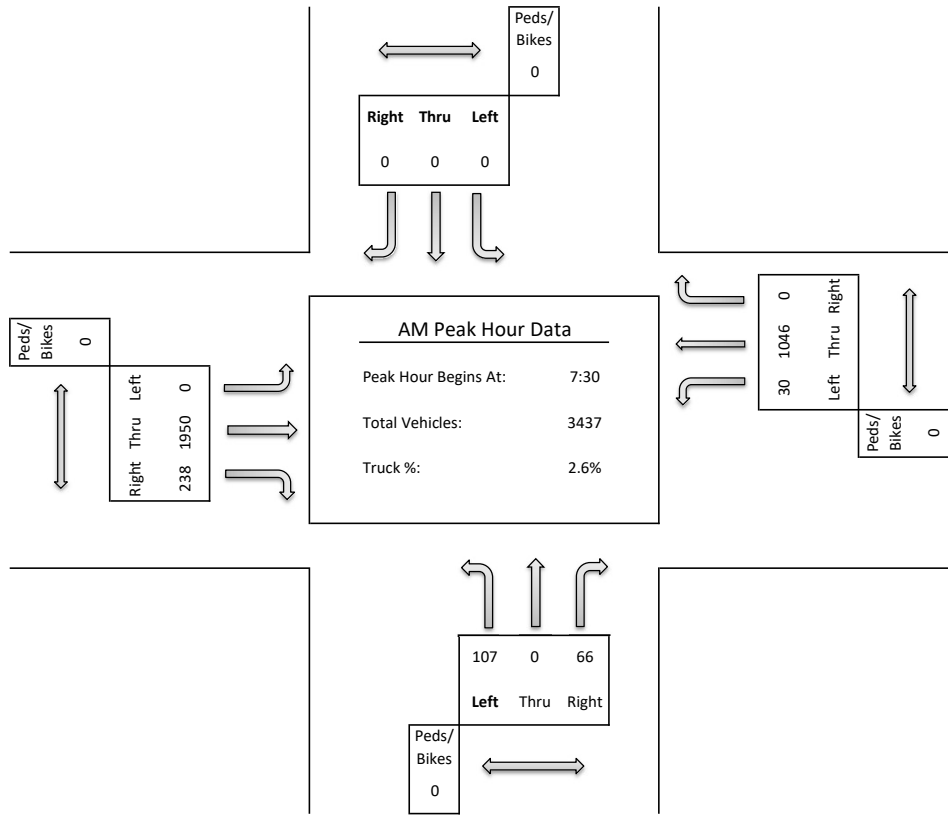 Peds/
Bikes
0
Right Thru Left
0 0 0
Peds/
Bikes
0
Right Thru Left
238 1950 0
AM Peak Hour Data
Peak Hour Begins At: 7:30
Total Vehicles: 3437
Truck %: 2.6%
30 1046 0
Left Thru Right
Peds/
Bikes
0
107 0 66
Left Thru Right
Peds/
Bikes
0